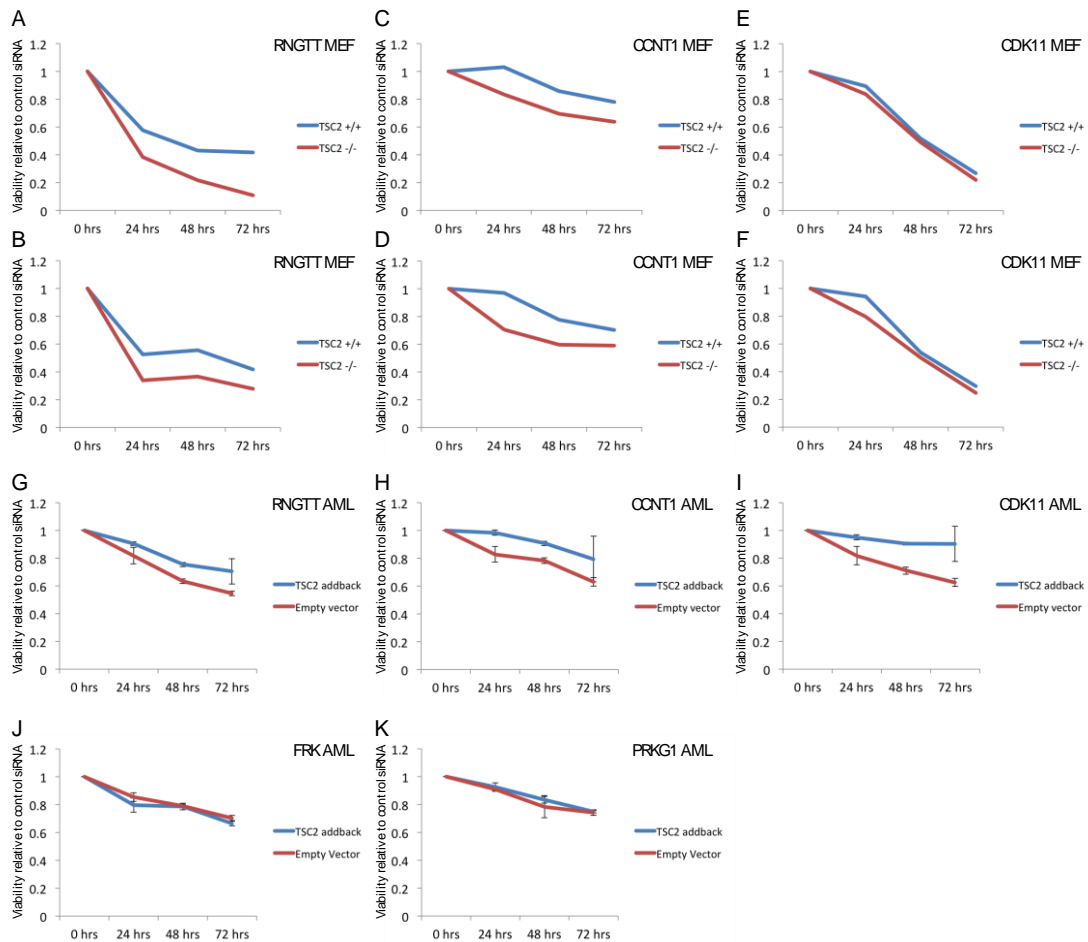 A
RNGTT MEF
Viability relative to control siRNA
1.2
1
0.8
0.6
0.4
0.2
0
0 hrs 24 hrs 48 hrs 72 hrs
TSC2 +/+
TSC2 -/-
C
CCNT1 MEF
Viability relative to control siRNA
1.2
1
0.8
0.6
0.4
0.2
0
0 hrs 24 hrs 48 hrs 72 hrs
TSC2 +/+
TSC2 -/-
E
CDK11 MEF
Viability relative to control siRNA
1.2
1
0.8
0.6
0.4
0.2
0
0 hrs 24 hrs 48 hrs 72 hrs
TSC2 +/+
TSC2 -/-
B
RNGTT MEF
Viability relative to control siRNA
1.2
1
0.8
0.6
0.4
0.2
0
0 hrs 24 hrs 48 hrs 72 hrs
TSC2 +/+
TSC2 -/-
D
CCNT1 MEF
Viability relative to control siRNA
1.2
1
0.8
0.6
0.4
0.2
0
0 hrs 24 hrs 48 hrs 72 hrs
TSC2 +/+
TSC2 -/-
F
CDK11 MEF
Viability relative to control siRNA
1.2
1
0.8
0.6
0.4
0.2
0
0 hrs 24 hrs 48 hrs 72 hrs
TSC2 +/+
TSC2 -/-
G
RNGTT AML
Viability relative to control siRNA
1.2
1
0.8
0.6
0.4
0.2
0
0 hrs 24 hrs 48 hrs 72 hrs
TSC2 addback
Empty vector
H
CCNT1 AML
Viability relative to control siRNA
1.2
1
0.8
0.6
0.4
0.2
0
0 hrs 24 hrs 48 hrs 72 hrs
TSC2 addback
Empty vector
I
CDK11 AML
Viability relative to control siRNA
1.2
1
0.8
0.6
0.4
0.2
0
0 hrs 24 hrs 48 hrs 72 hrs
TSC2 addback
Empty vector
J
FRK AML
Viability relative to control siRNA
1.2
1
0.8
0.6
0.4
0.2
0
0 hrs 24 hrs 48 hrs 72 hrs
TSC2 addback
Empty Vector
K
PRKG1 AML
Viability relative to control siRNA
1.2
1
0.8
0.6
0.4
0.2
0
0 hrs 24 hrs 48 hrs 72 hrs
TSC2 addback
Empty Vector